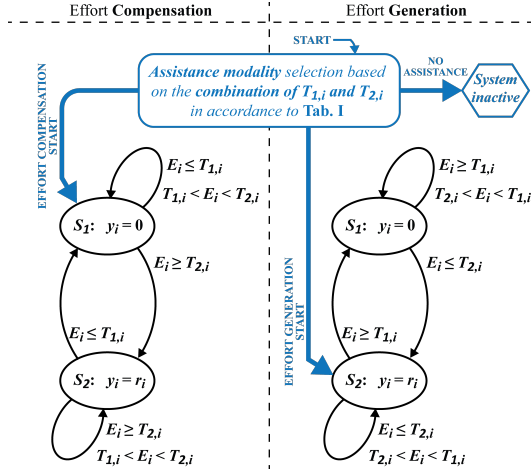 Effort Compensation
Effort Generation
START
Assistance modality selection based
on the combination of T1,i and T2,i
in accordance to Tab. I
NO
ASSISTANCE
System
inactive
EFFORT COMPENSATION
START
Ei ≤ T1,i
T1,i < Ei < T2,i
S1: yi = 0
Ei ≥ T2,i
Ei ≤ T1,i
S2: yi = ri
Ei ≥ T2,i
T1,i < Ei < T2,i
EFFORT GENERATION
START
Ei ≥ T1,i
T2,i < Ei < T1,i
S1: yi = 0
Ei ≤ T2,i
Ei ≥ T1,i
S2: yi = ri
Ei ≤ T2,i
T2,i < Ei < T1,i